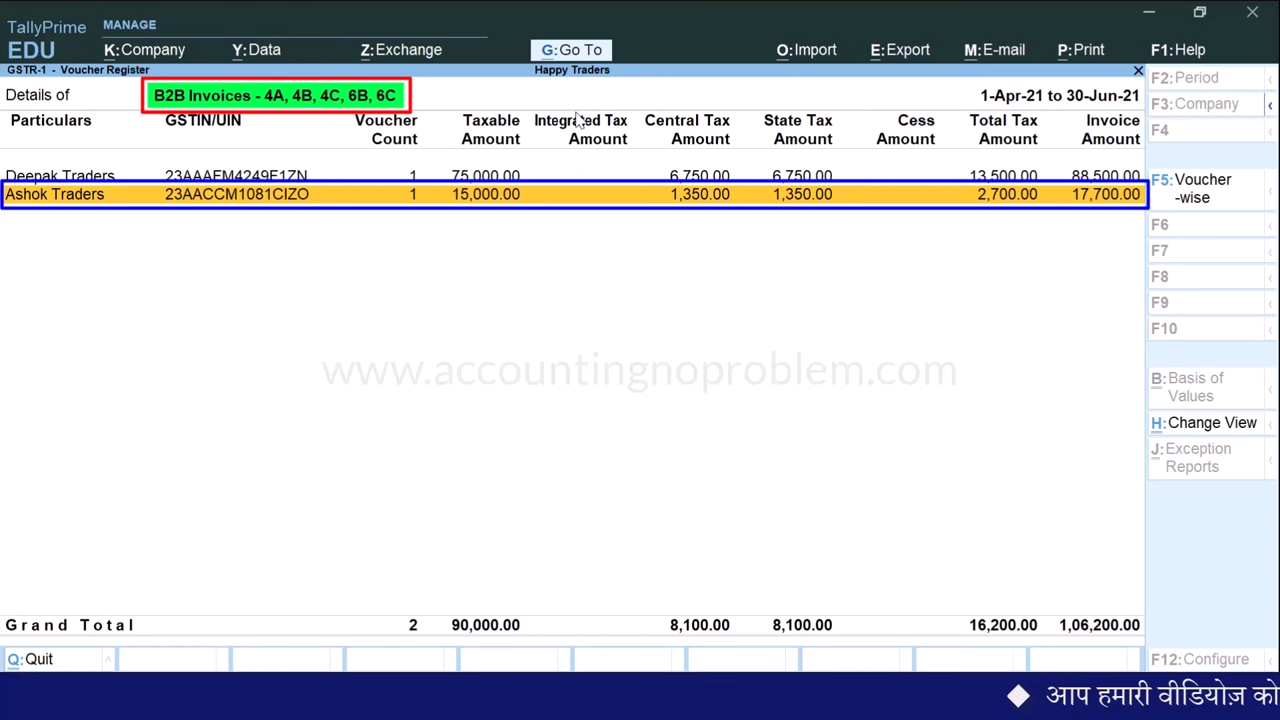 TallyPrime MANAGE
EDU K:Company Y:Data Z:Exchange G:Go To O:Import E:Export M:E-mail P:Print F1:Help
GSTR-1 - Voucher Register Happy Traders
Details of B2B Invoices - 4A, 4B, 4C, 6B, 6C 1-Apr-21 to 30-Jun-21
Particulars GSTIN/UIN Voucher Taxable Integrated Tax Central Tax State Tax Cess Total Tax Invoice
Count Amount Amount Amount Amount Amount Amount Amount
Deepak Traders 23AAAFM4249E1ZN 1 75,000.00 6,750.00 6,750.00 13,500.00 88,500.00
Ashok Traders 23AACCM1081CIZO 1 15,000.00 1,350.00 1,350.00 2,700.00 17,700.00
www.accountingnoproblem.com
Grand Total 2 90,000.00 8,100.00 8,100.00 16,200.00 1,06,200.00
Q:Quit
F2:Period
F3:Company
F4
F5:Voucher
-wise
F6
F7
F8
F9
F10
B:Basis of
Values
H:Change View
J:Exception
Reports
F12:Configure
आप हमारी वीडियोज़ को